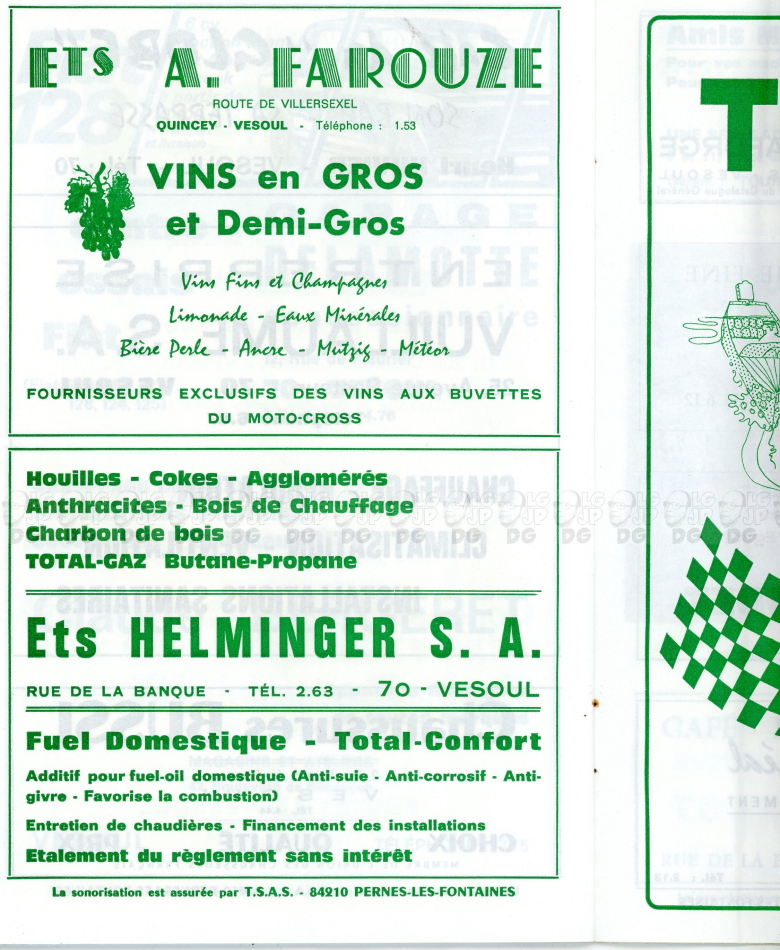 Ets A. FAROUZE
ROUTE DE VILLERSEXEL
QUINCEY - VESOUL - Téléphone : 1.53
VINS en GROS
et Demi-Gros
Vins Fins et Champagnes
Limonade - Eaux Minérales
Bière Perle - Ancre - Mutzig - Météor
FOURNISSEURS EXCLUSIFS DES VINS AUX BUVETTES
DU MOTO-CROSS
Houilles - Cokes - Agglomérés
Anthracites - Bois de Chauffage
Charbon de bois
TOTAL-GAZ Butane-Propane
Ets HELMINGER S. A.
RUE DE LA BANQUE - TÉL. 2.63 - 70 - VESOUL
Fuel Domestique - Total-Confort
Additif pour fuel-oil domestique (Anti-suie - Anti-corrosif - Anti-
givre - Favorise la combustion)
Entretien de chaudières - Financement des installations
Etalement du règlement sans intérêt
La sonorisation est assurée par T.S.A.S. - 84210 PERNES-LES-FONTAINES
T